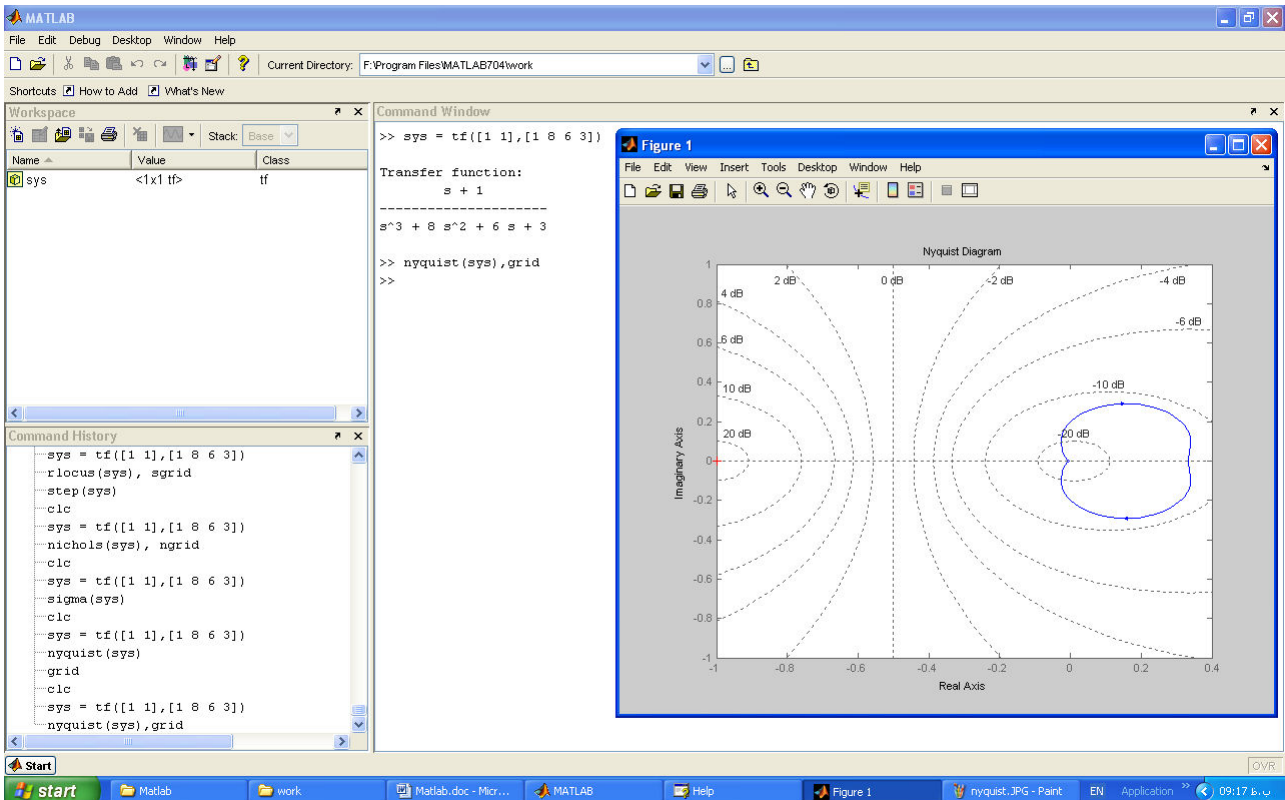 MATLAB
File Edit Debug Desktop Window Help
Current Directory: F:\Program Files\MATLAB704\work
Shortcuts How to Add What's New
Workspace
Stack: Base
Name Value Class
sys <1x1 tf> tf
Command History
sys = tf([1 1],[1 8 6 3])
rlocus(sys), sgrid
step(sys)
clc
sys = tf([1 1],[1 8 6 3])
nichols(sys), ngrid
clc
sys = tf([1 1],[1 8 6 3])
sigma(sys)
clc
sys = tf([1 1],[1 8 6 3])
nyquist(sys)
grid
clc
sys = tf([1 1],[1 8 6 3])
nyquist(sys),grid
Command Window
>> sys = tf([1 1],[1 8 6 3])
Transfer function:
s + 1
---------------------
s^3 + 8 s^2 + 6 s + 3
>> nyquist(sys),grid
>>
Figure 1
File Edit View Insert Tools Desktop Window Help
Nyquist Diagram
2 dB 0 dB -2 dB -4 dB
4 dB
-6 dB
6 dB
10 dB -10 dB
20 dB -20 dB
1
0.8
0.6
0.4
0.2
0
-0.2
-0.4
-0.6
-0.8
-1
Imaginary Axis
-1 -0.8 -0.6 -0.4 -0.2 0 0.2 0.4
Real Axis
Start
OVR
start Matlab work Matlab.doc - Micr... MATLAB Help Figure 1 nyquist.JPG - Paint EN Application 09:17 ب.ظ